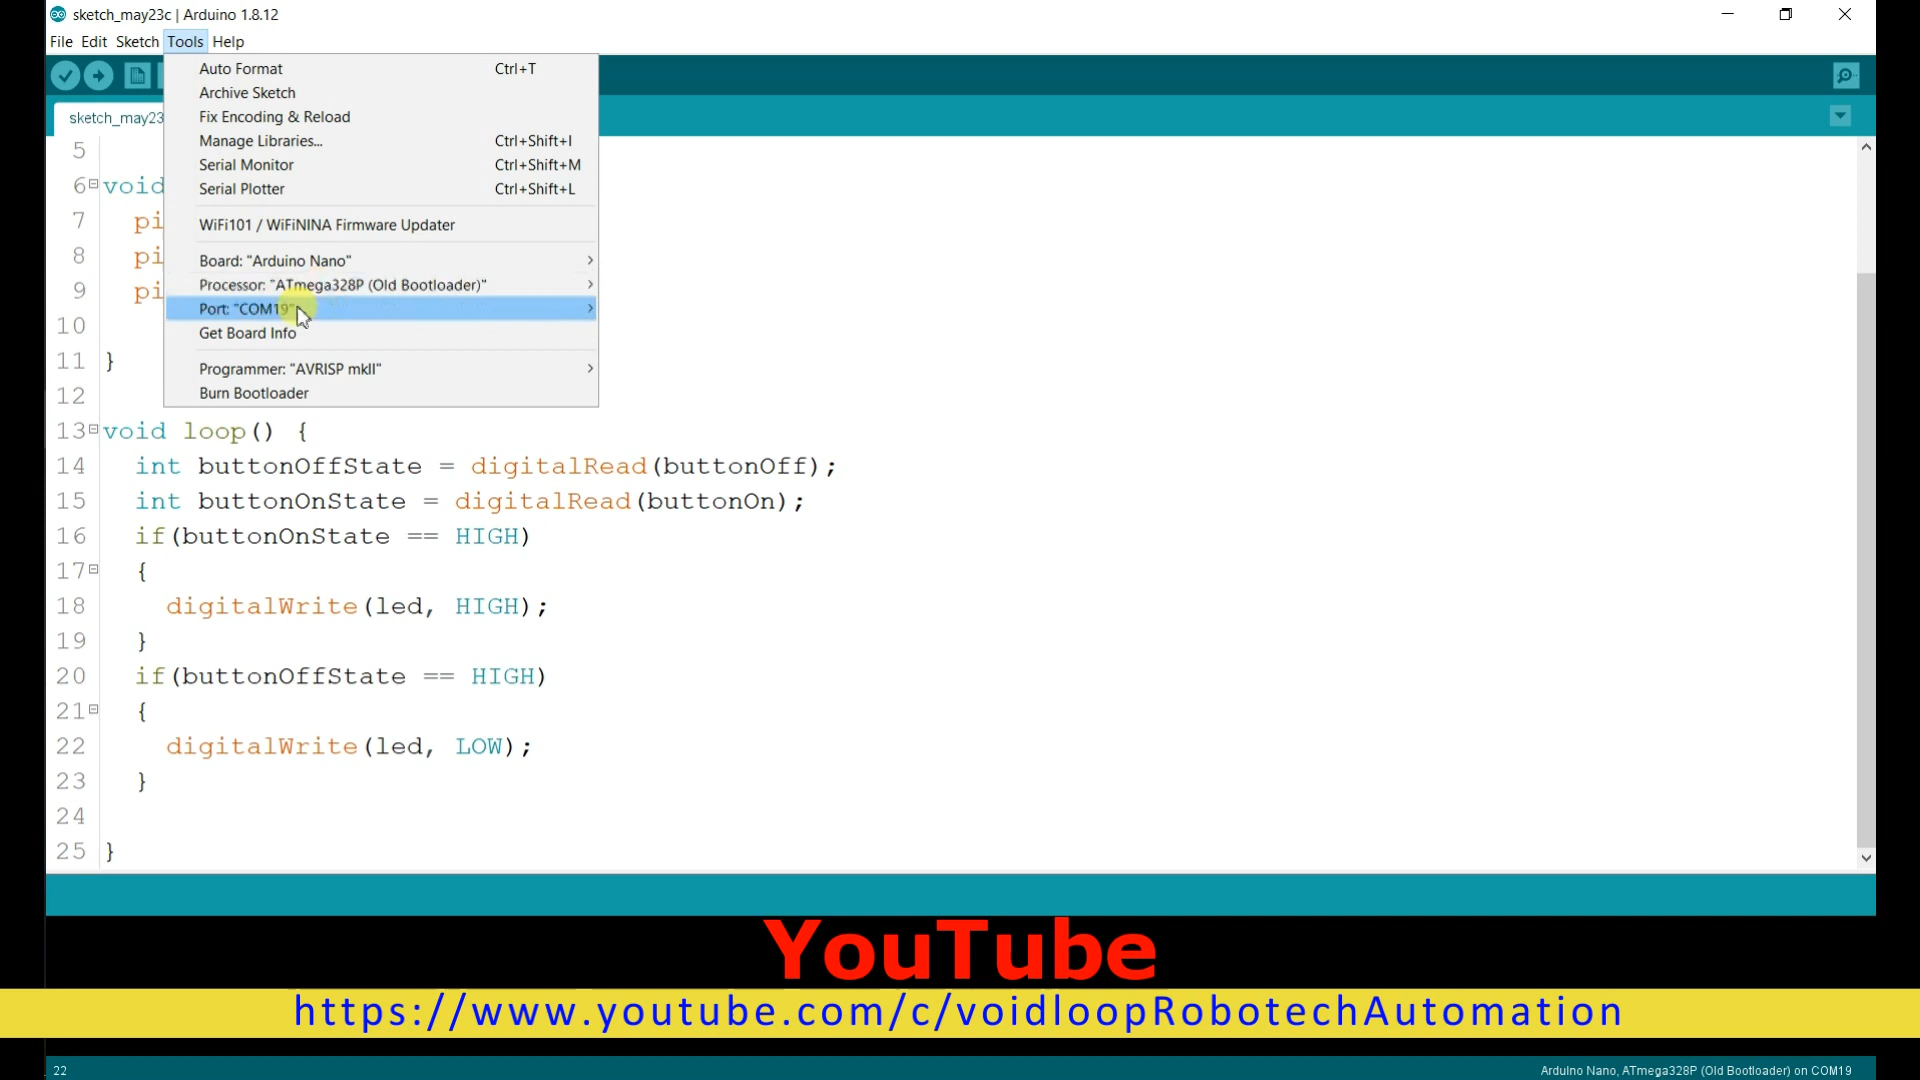 sketch_may23c | Arduino 1.8.12
File Edit Sketch Tools Help
Auto Format Ctrl+T
Archive Sketch
Fix Encoding & Reload
Manage Libraries... Ctrl+Shift+I
Serial Monitor Ctrl+Shift+M
Serial Plotter Ctrl+Shift+L
WiFi101 / WiFiNINA Firmware Updater
Board: "Arduino Nano"
Processor: "ATmega328P (Old Bootloader)"
Port: "COM19"
Get Board Info
Programmer: "AVRISP mkII"
Burn Bootloader
sketch_may23
5
6 void
7 pi
8 pi
9 pi
10
11 }
12
13 void loop() {
14 int buttonOffState = digitalRead(buttonOff);
15 int buttonOnState = digitalRead(buttonOn);
16 if(buttonOnState == HIGH)
17 {
18 digitalWrite(led, HIGH);
19 }
20 if(buttonOffState == HIGH)
21 {
22 digitalWrite(led, LOW);
23 }
24
25 }
YouTube
https://www.youtube.com/c/voidloopRobotechAutomation
22 Arduino Nano, ATmega328P (Old Bootloader) on COM19